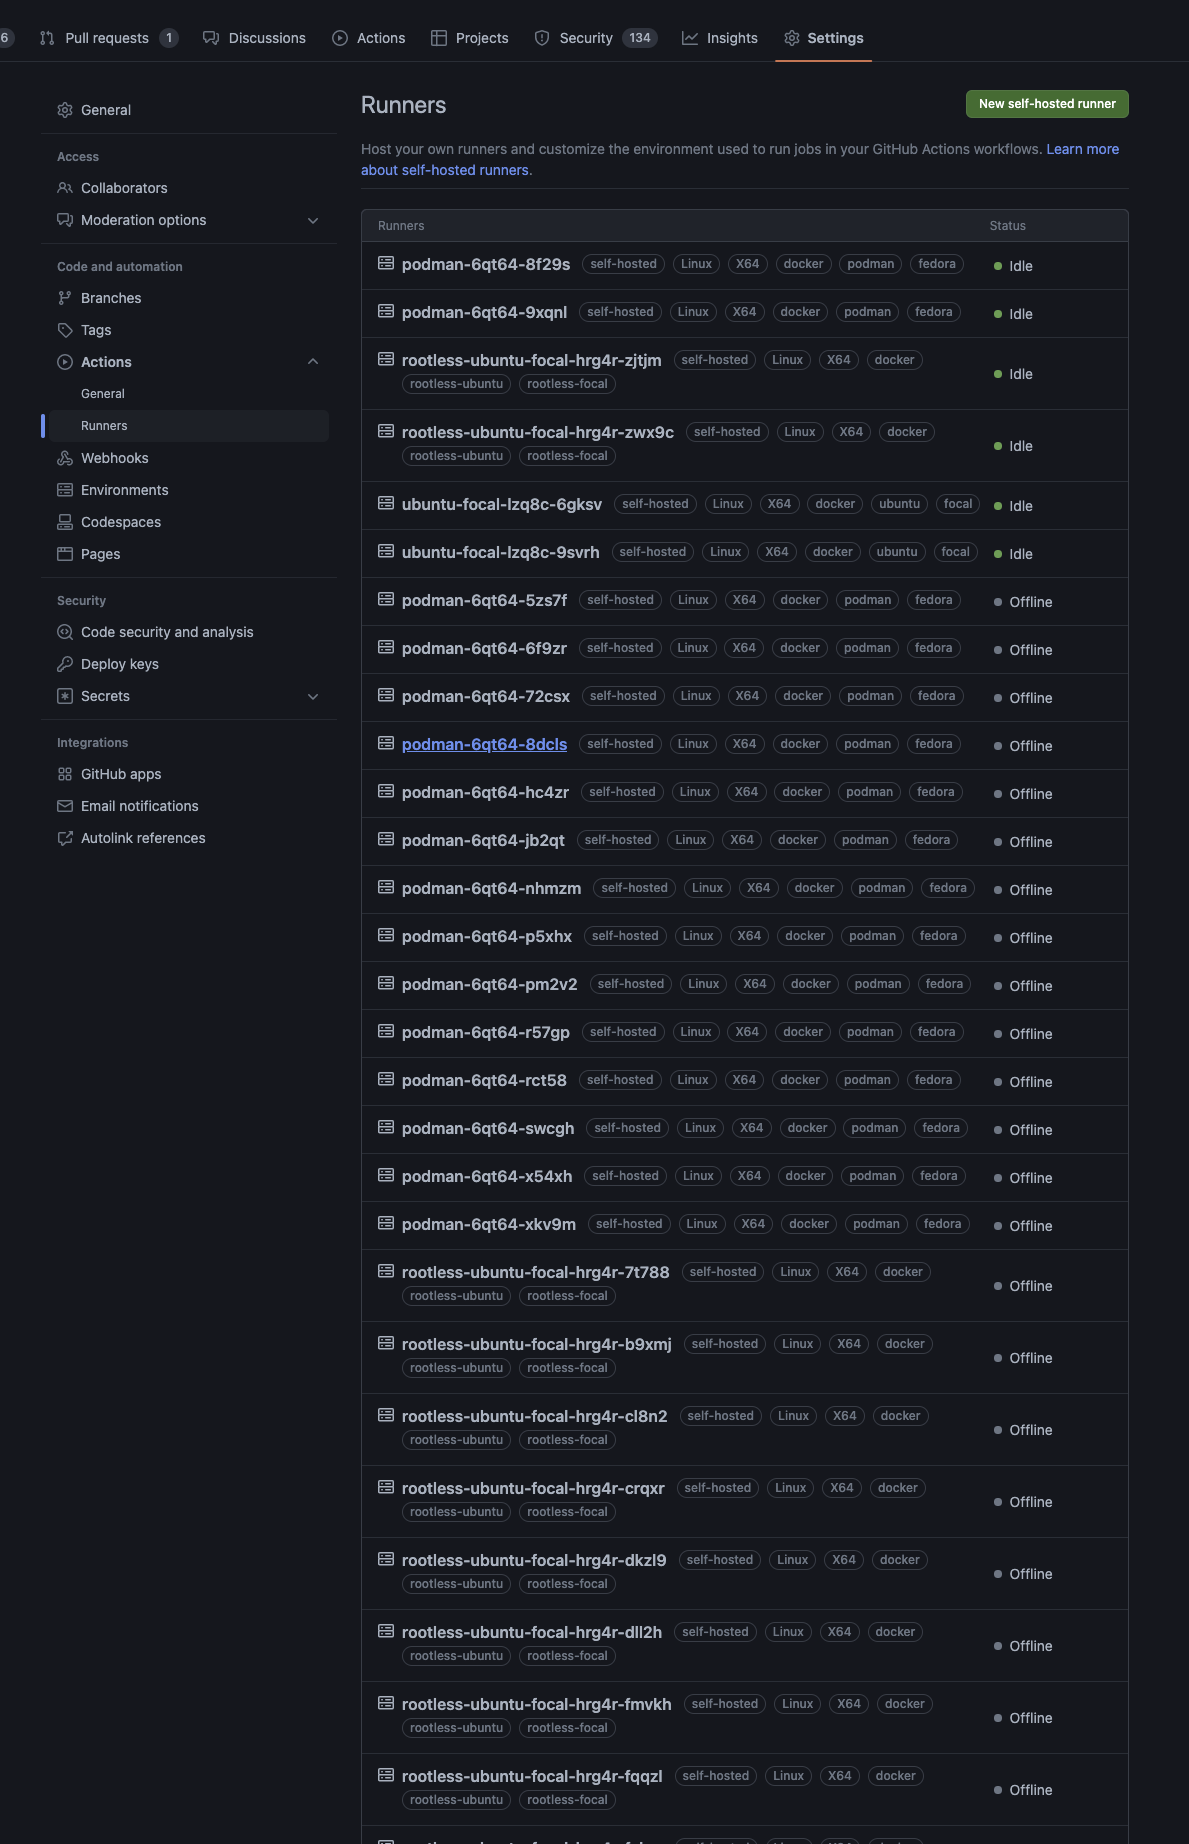 6 Pull requests 1 Discussions Actions Projects Security 134 Insights Settings
General
Access
Collaborators
Moderation options
Code and automation
Branches
Tags
Actions
General
Runners
Webhooks
Environments
Codespaces
Pages
Security
Code security and analysis
Deploy keys
Secrets
Integrations
GitHub apps
Email notifications
Autolink references
Runners
New self-hosted runner
Host your own runners and customize the environment used to run jobs in your GitHub Actions workflows. Learn more
about self-hosted runners.
Runners Status
podman-6qt64-8f29s self-hosted Linux X64 docker podman fedora Idle
podman-6qt64-9xqnl self-hosted Linux X64 docker podman fedora Idle
rootless-ubuntu-focal-hrg4r-zjtjm self-hosted Linux X64 docker
rootless-ubuntu rootless-focal
Idle
rootless-ubuntu-focal-hrg4r-zwx9c self-hosted Linux X64 docker
rootless-ubuntu rootless-focal
Idle
ubuntu-focal-lzq8c-6gksv self-hosted Linux X64 docker ubuntu focal Idle
ubuntu-focal-lzq8c-9svrh self-hosted Linux X64 docker ubuntu focal Idle
podman-6qt64-5zs7f self-hosted Linux X64 docker podman fedora Offline
podman-6qt64-6f9zr self-hosted Linux X64 docker podman fedora Offline
podman-6qt64-72csx self-hosted Linux X64 docker podman fedora Offline
podman-6qt64-8dcls self-hosted Linux X64 docker podman fedora Offline
podman-6qt64-hc4zr self-hosted Linux X64 docker podman fedora Offline
podman-6qt64-jb2qt self-hosted Linux X64 docker podman fedora Offline
podman-6qt64-nhmzm self-hosted Linux X64 docker podman fedora Offline
podman-6qt64-p5xhx self-hosted Linux X64 docker podman fedora Offline
podman-6qt64-pm2v2 self-hosted Linux X64 docker podman fedora Offline
podman-6qt64-r57gp self-hosted Linux X64 docker podman fedora Offline
podman-6qt64-rct58 self-hosted Linux X64 docker podman fedora Offline
podman-6qt64-swcgh self-hosted Linux X64 docker podman fedora Offline
podman-6qt64-x54xh self-hosted Linux X64 docker podman fedora Offline
podman-6qt64-xkv9m self-hosted Linux X64 docker podman fedora Offline
rootless-ubuntu-focal-hrg4r-7t788 self-hosted Linux X64 docker
rootless-ubuntu rootless-focal
Offline
rootless-ubuntu-focal-hrg4r-b9xmj self-hosted Linux X64 docker
rootless-ubuntu rootless-focal
Offline
rootless-ubuntu-focal-hrg4r-cl8n2 self-hosted Linux X64 docker
rootless-ubuntu rootless-focal
Offline
rootless-ubuntu-focal-hrg4r-crqxr self-hosted Linux X64 docker
rootless-ubuntu rootless-focal
Offline
rootless-ubuntu-focal-hrg4r-dkzl9 self-hosted Linux X64 docker
rootless-ubuntu rootless-focal
Offline
rootless-ubuntu-focal-hrg4r-dll2h self-hosted Linux X64 docker
rootless-ubuntu rootless-focal
Offline
rootless-ubuntu-focal-hrg4r-fmvkh self-hosted Linux X64 docker
rootless-ubuntu rootless-focal
Offline
rootless-ubuntu-focal-hrg4r-fqqzl self-hosted Linux X64 docker
rootless-ubuntu rootless-focal
Offline